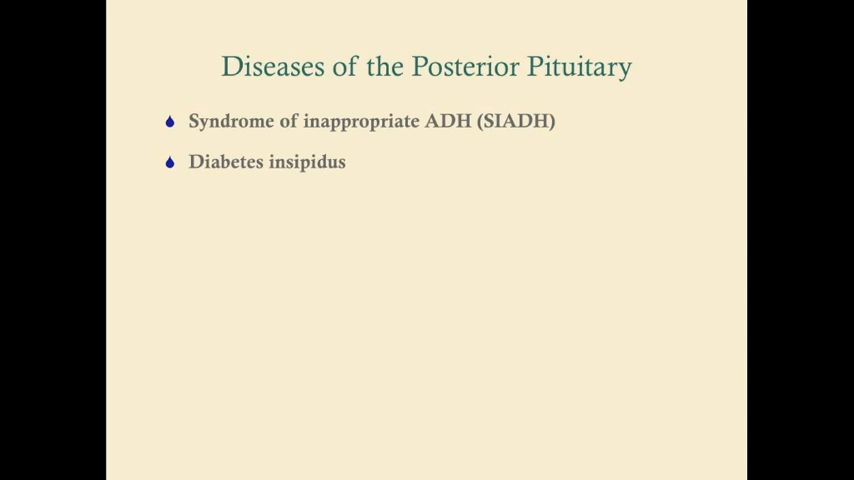 Diseases of the Posterior Pituitary
Syndrome of inappropriate ADH (SIADH)
Diabetes insipidus